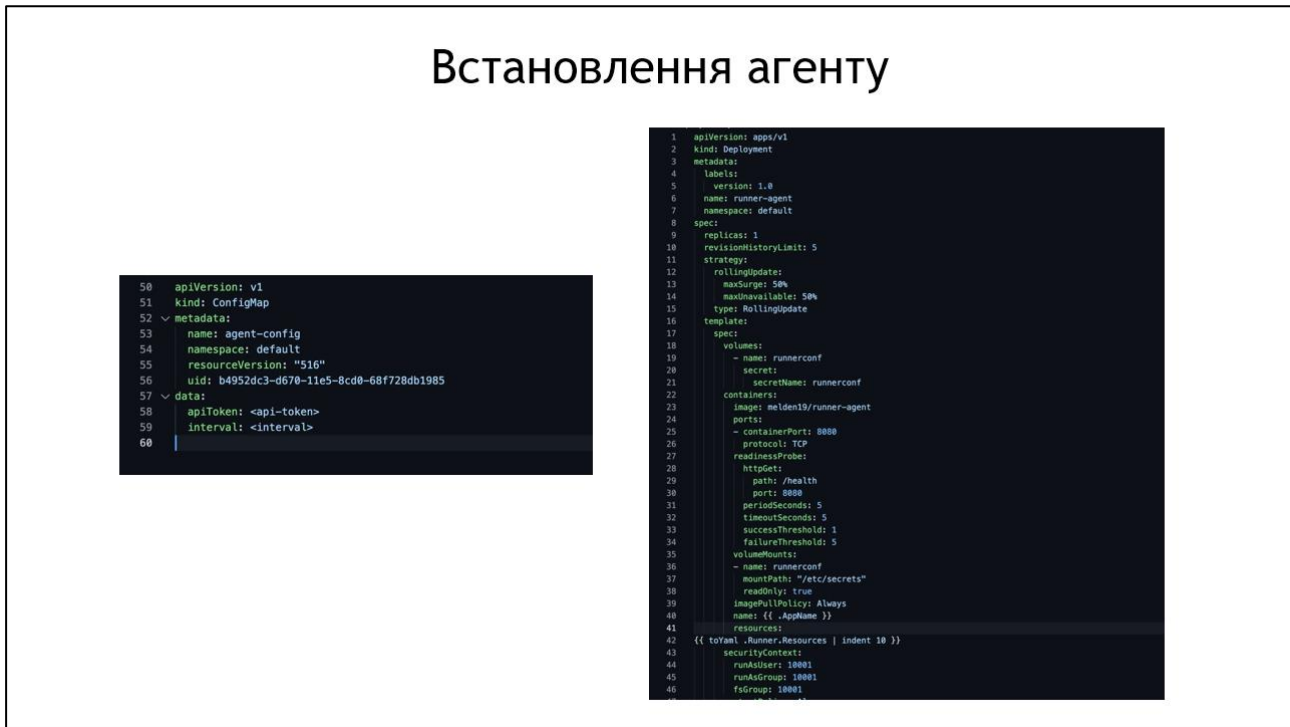 Встановлення агенту
50 apiVersion: v1
51 kind: ConfigMap
52 metadata:
53 name: agent-config
54 namespace: default
55 resourceVersion: "516"
56 uid: b4952dc3-d670-11e5-8cd0-68f728db1985
57 data:
58 apiToken: <api-token>
59 interval: <interval>
60
1 apiVersion: apps/v1
2 kind: Deployment
3 metadata:
4 labels:
5 version: 1.0
6 name: runner-agent
7 namespace: default
8 spec:
9 replicas: 1
10 revisionHistoryLimit: 5
11 strategy:
12 rollingUpdate:
13 maxSurge: 50%
14 maxUnavailable: 50%
15 type: RollingUpdate
16 template:
17 spec:
18 volumes:
19 - name: runnerconf
20 secret:
21 secretName: runnerconf
22 containers:
23 image: melden19/runner-agent
24 ports:
25 - containerPort: 8080
26 protocol: TCP
27 readinessProbe:
28 httpGet:
29 path: /health
30 port: 8080
31 periodSeconds: 5
32 timeoutSeconds: 5
33 successThreshold: 1
34 failureThreshold: 5
35 volumeMounts:
36 - name: runnerconf
37 mountPath: "/etc/secrets"
38 readOnly: true
39 imagePullPolicy: Always
40 name: {{ .AppName }}
41 resources:
42 {{ toYaml .Runner.Resources | indent 10 }}
43 securityContext:
44 runAsUser: 10001
45 runAsGroup: 10001
46 fsGroup: 10001